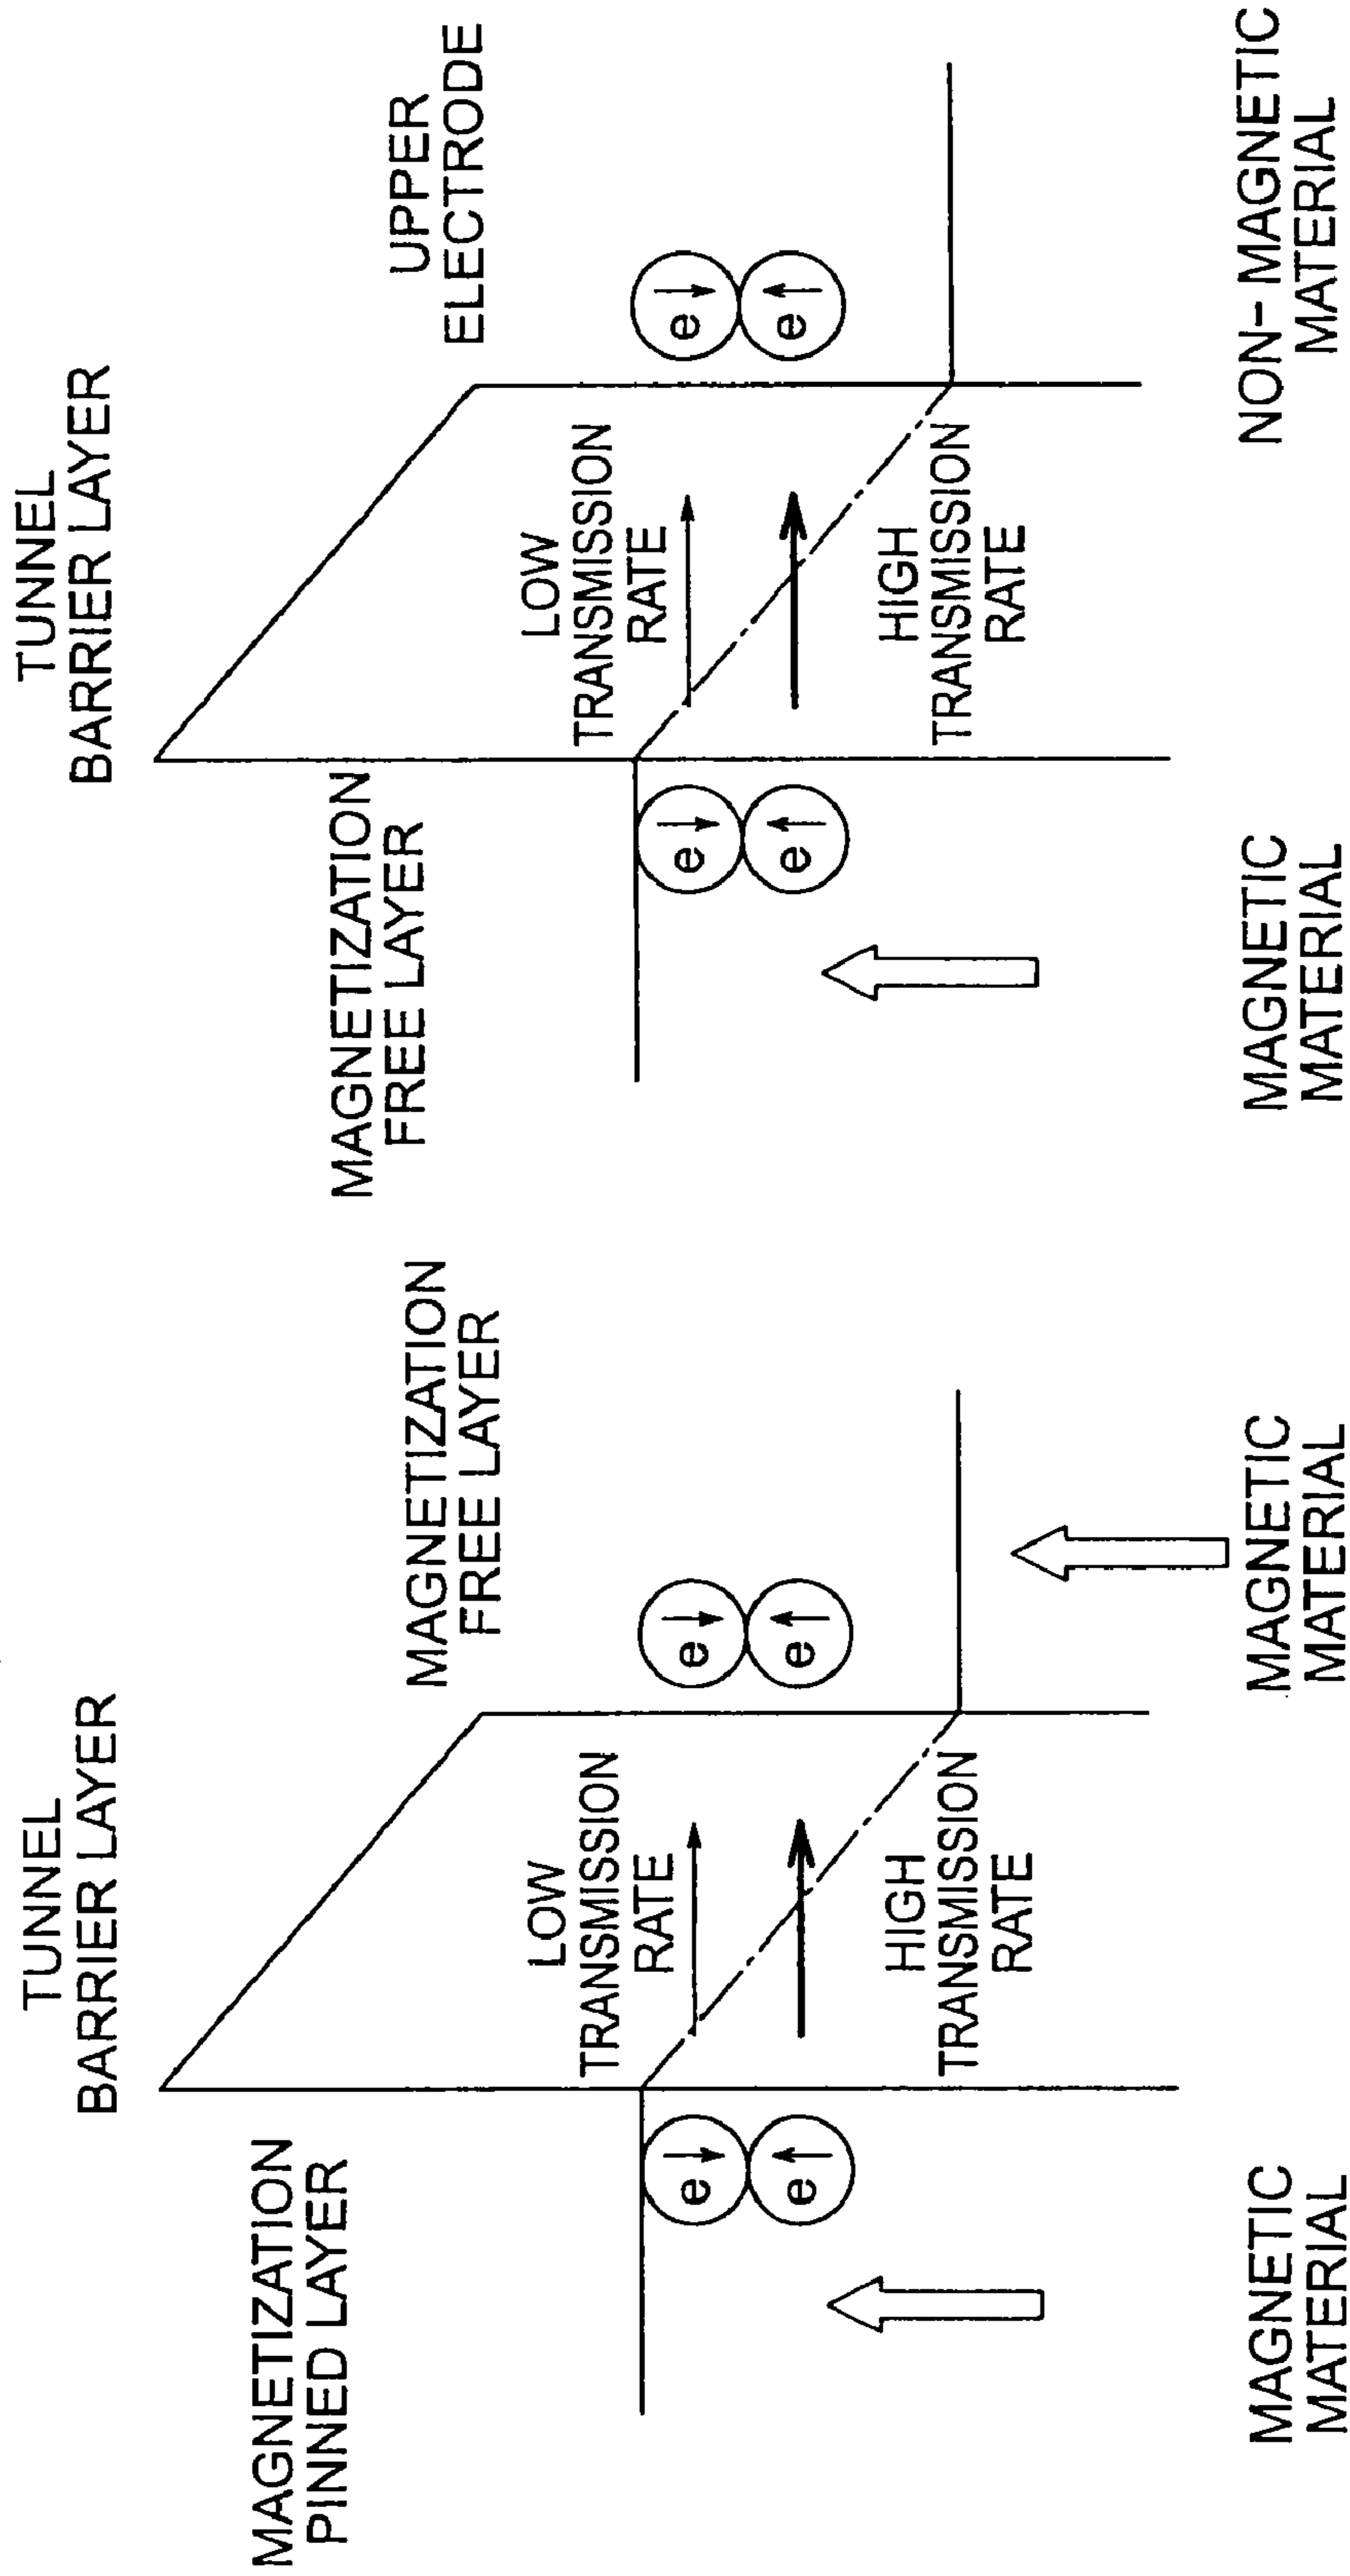 TUNNEL
BARRIER LAYER
MAGNETIZATION
PINNED LAYER
MAGNETIZATION
FREE LAYER
LOW
TRANSMISSION
RATE
e
e
e
e
HIGH
TRANSMISSION
RATE
MAGNETIC
MATERIAL
MAGNETIC
MATERIAL
TUNNEL
BARRIER LAYER
MAGNETIZATION
FREE LAYER
UPPER
ELECTRODE
LOW
TRANSMISSION
RATE
e
e
e
e
HIGH
TRANSMISSION
RATE
MAGNETIC
MATERIAL
NON-MAGNETIC
MATERIAL